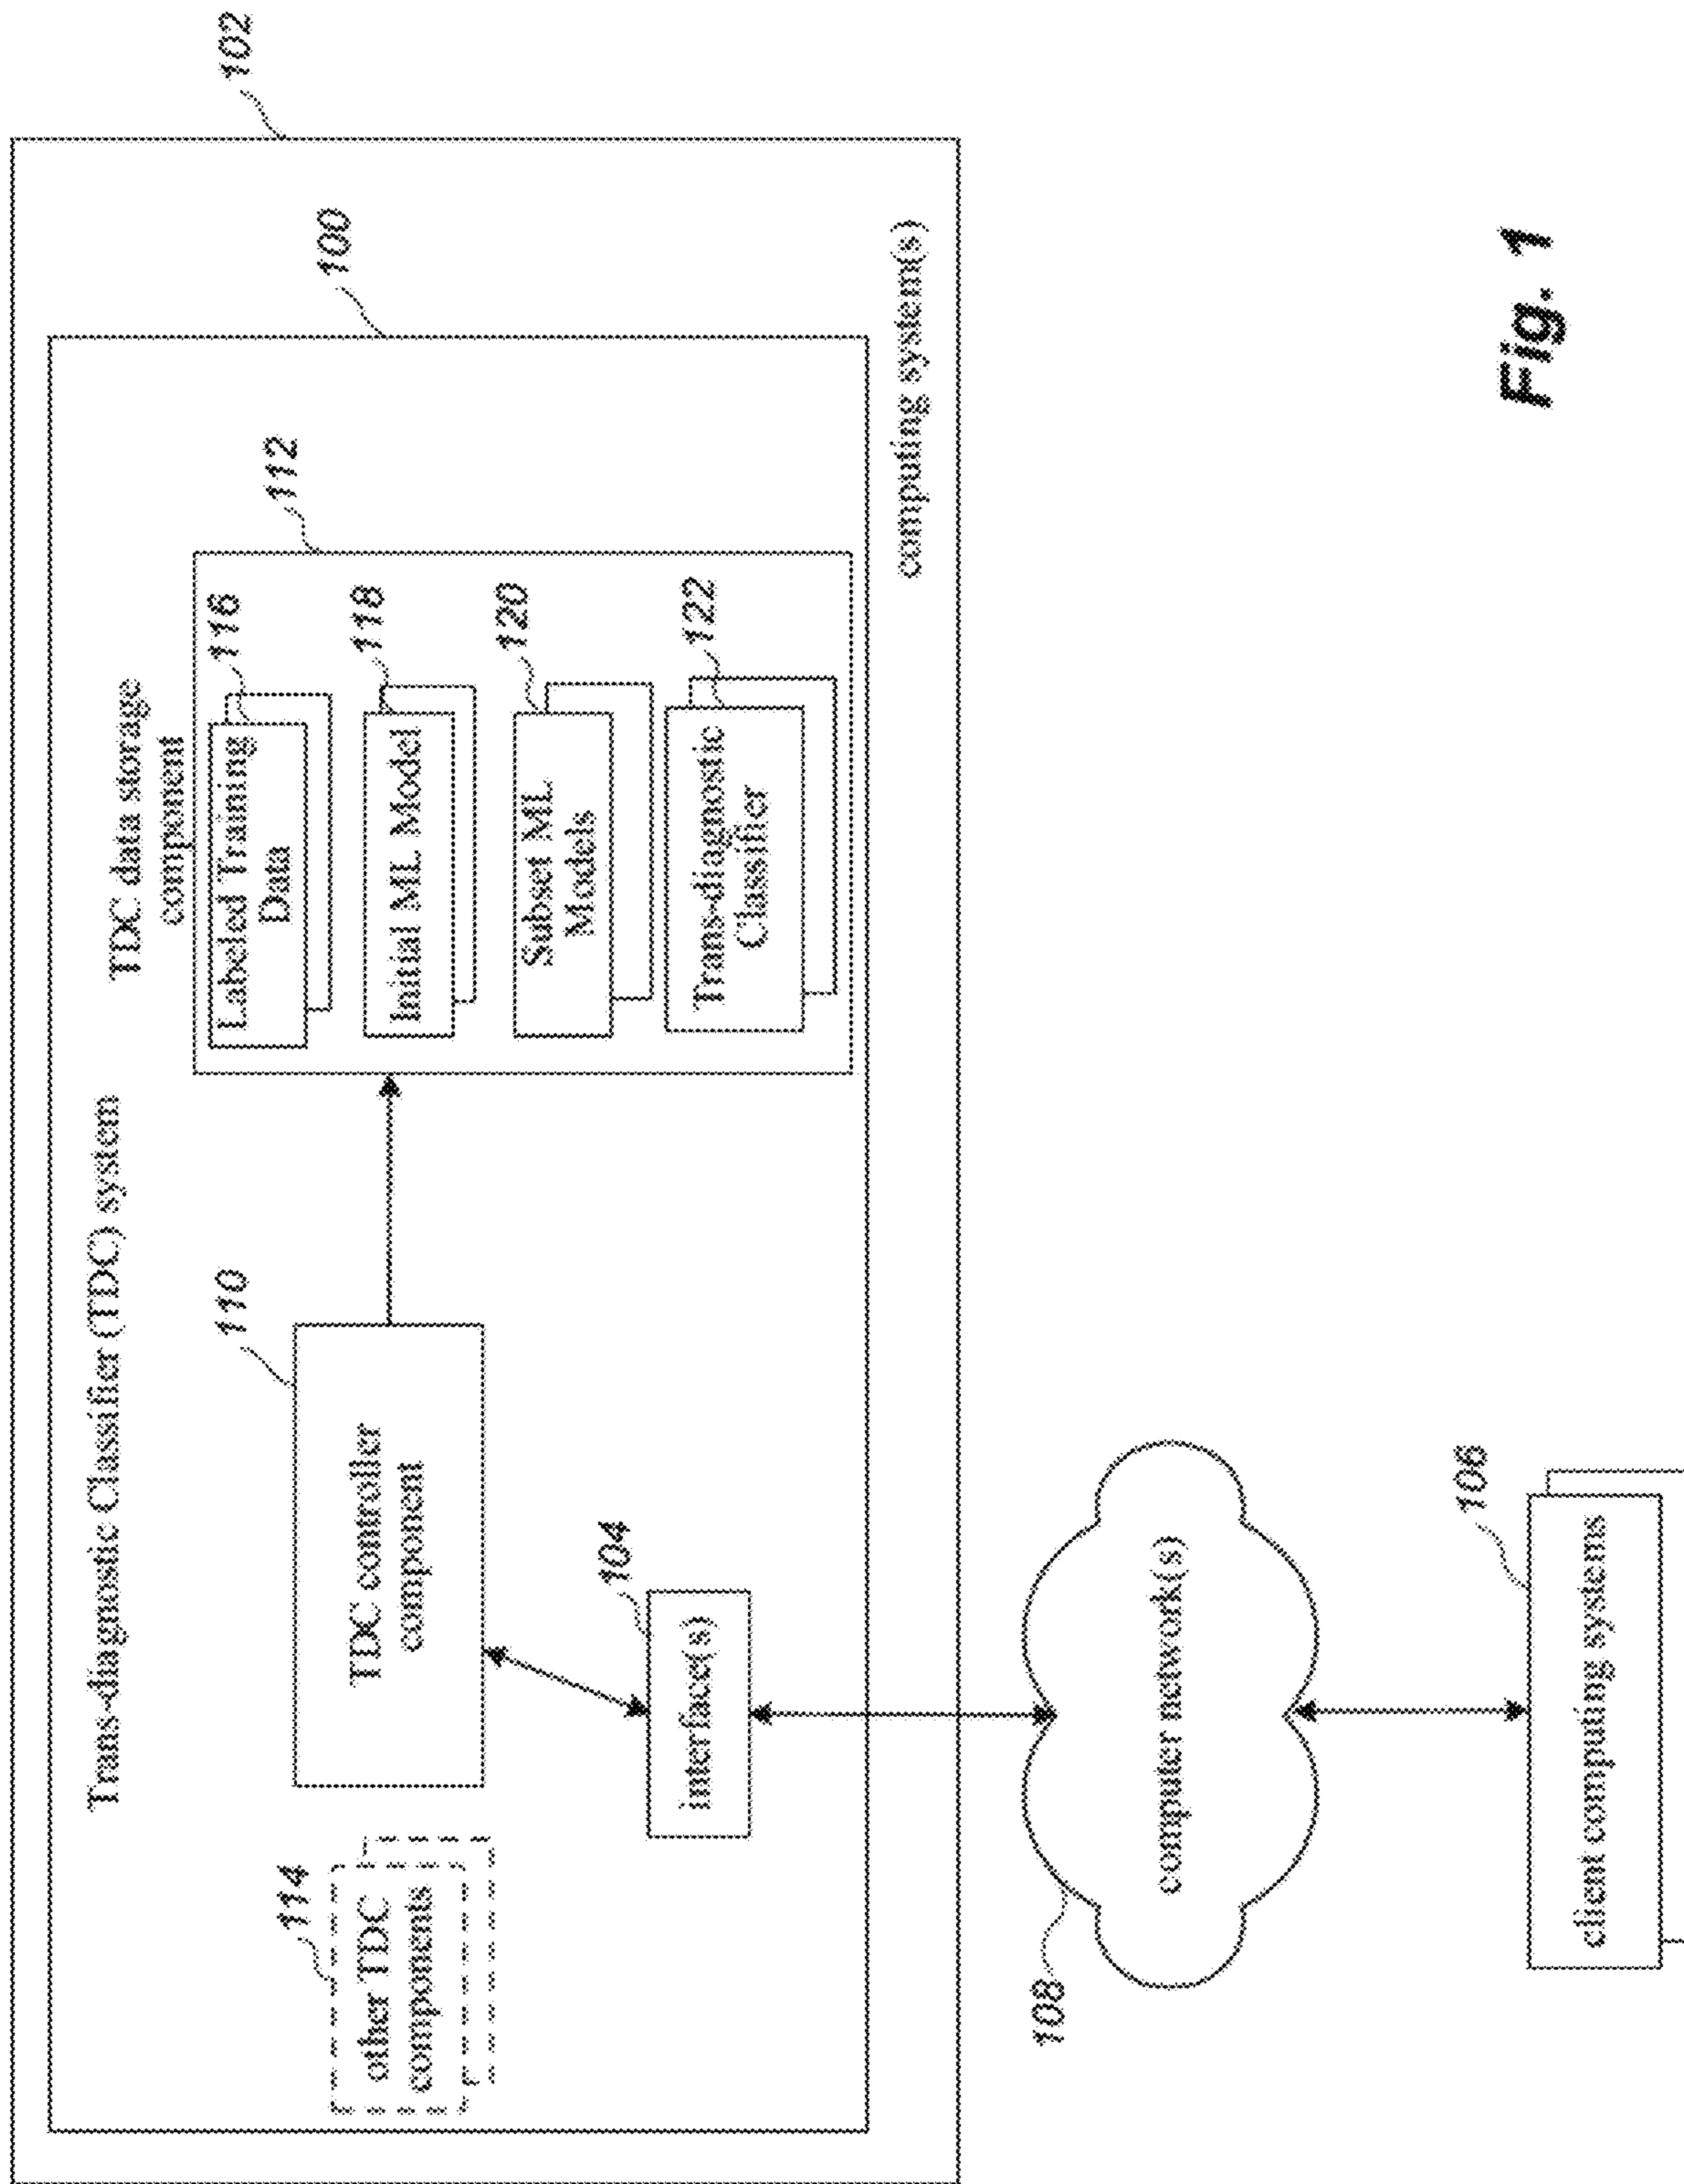 102
100
Trans-diagnostic Classifier (TDC) system
TDC data storage
component
112
110
114
other TDC
components
TDC controller
component
Labeled Training
Data
116
Initial ML Model
118
Subset ML
Models
120
Trans-diagnostic
Classifier
122
104
interface(s)
computing system(s)
108
computer network(s)
106
client computing systems
Fig. 1